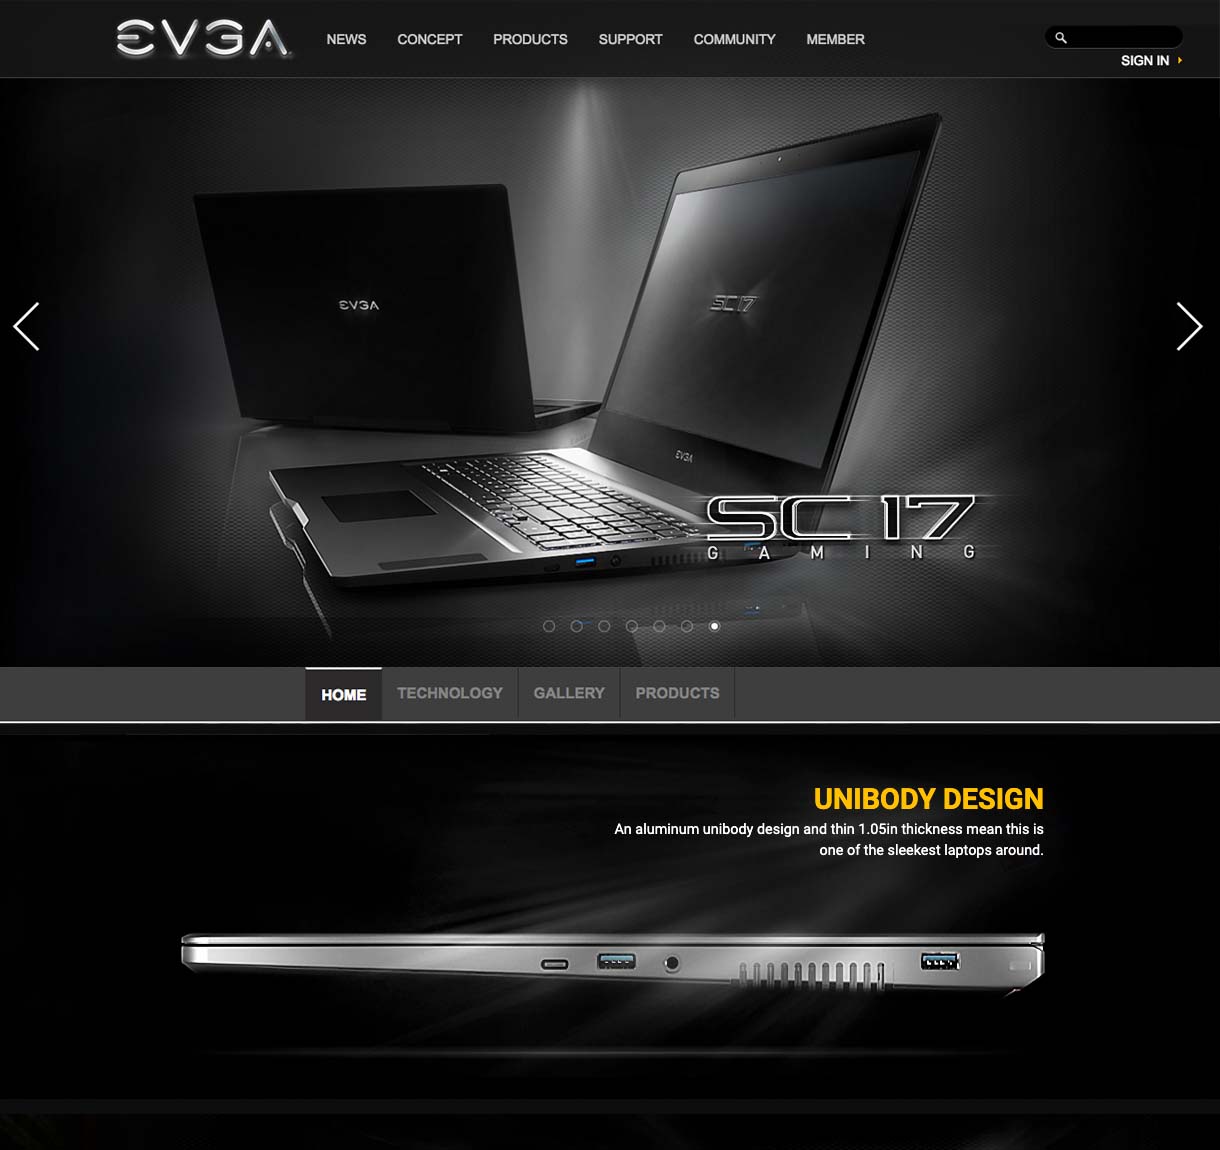 EVGA
NEWS CONCEPT PRODUCTS SUPPORT COMMUNITY MEMBER
SIGN IN
EVGA
SC17
EVGA
SC 17
GAMING
HOME TECHNOLOGY GALLERY PRODUCTS
UNIBODY DESIGN
An aluminum unibody design and thin 1.05in thickness mean this is
one of the sleekest laptops around.